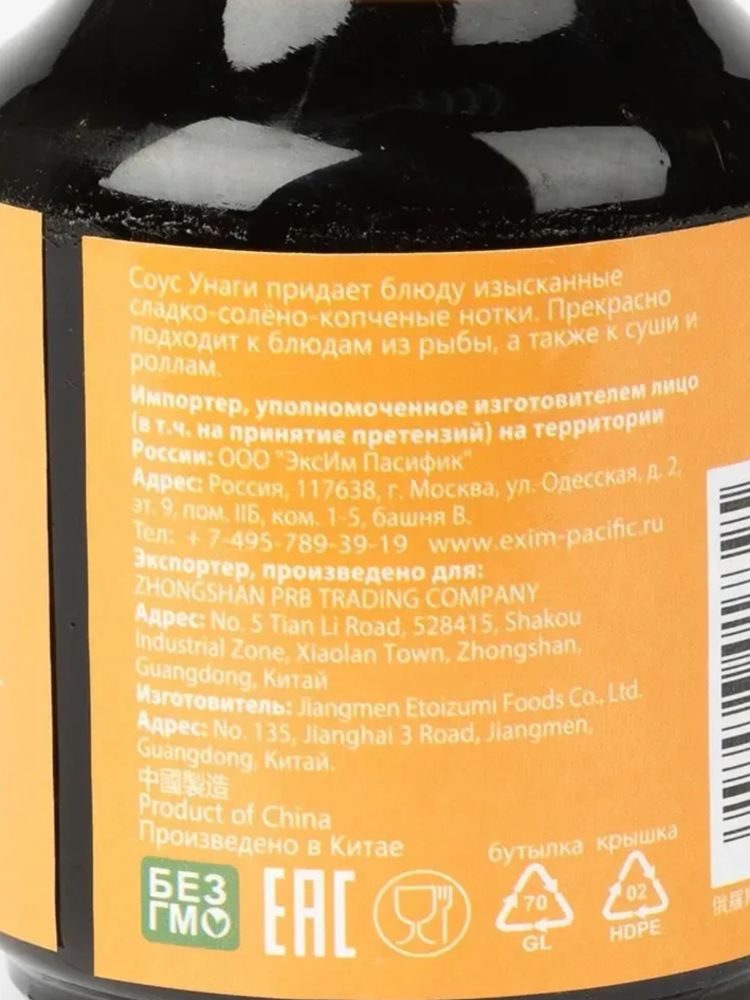 Соус Унаги придает блюду изысканные
сладко-солёно-копченые нотки. Прекрасно
подходит к блюдам из рыбы, а также к суши и
роллам.
Импортер, уполномоченное изготовителем лицо
(в т.ч. на принятие претензий) на территории
России: ООО "ЭксИм Пасифик"
Адрес: Россия, 117638, г. Москва, ул. Одесская, д. 2,
эт. 9, пом. IIБ, ком. 1-5, башня В.
Тел: + 7-495-789-39-19 www.exim-pacific.ru
Экспортер, произведено для:
ZHONGSHAN PRB TRADING COMPANY
Адрес: No. 5 Tian Li Road, 528415, Shakou
Industrial Zone, Xiaolan Town, Zhongshan,
Guangdong, Китай
Изготовитель: Jiangmen Etoizumi Foods Co., Ltd.
Адрес: No. 135, Jianghai 3 Road, Jiangmen,
Guangdong, Китай.
中國製造
Product of China
Произведено в Китае
БЕЗ
ГМО
EAC
бутылка крышка
70 02
GL HDPE